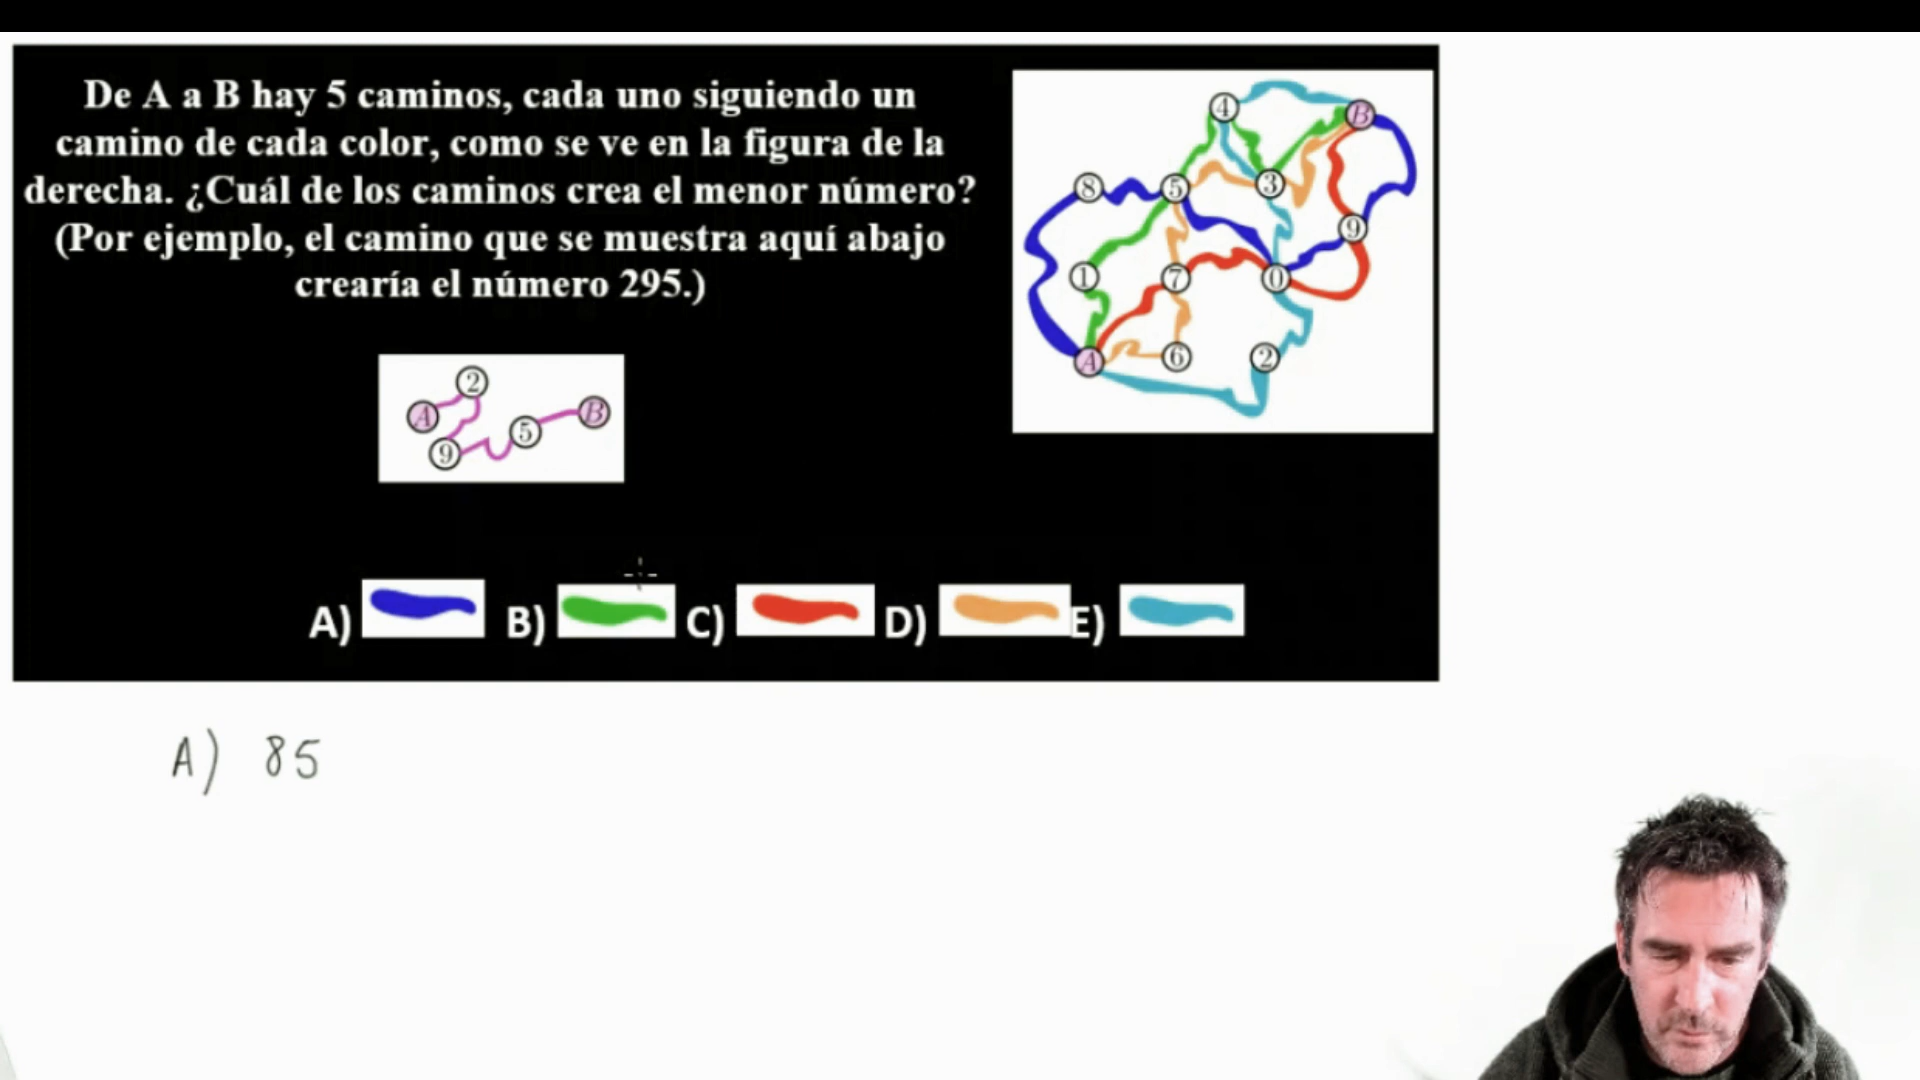 De A a B hay 5 caminos, cada uno siguiendo un
camino de cada color, como se ve en la figura de la
derecha. ¿Cuál de los caminos crea el menor número?
(Por ejemplo, el camino que se muestra aquí abajo
crearía el número 295.)
4
B
8
5
3
9
1
7
0
A
6
2
2
A
5
B
9
A)
B)
C)
D)
E)
A) 85